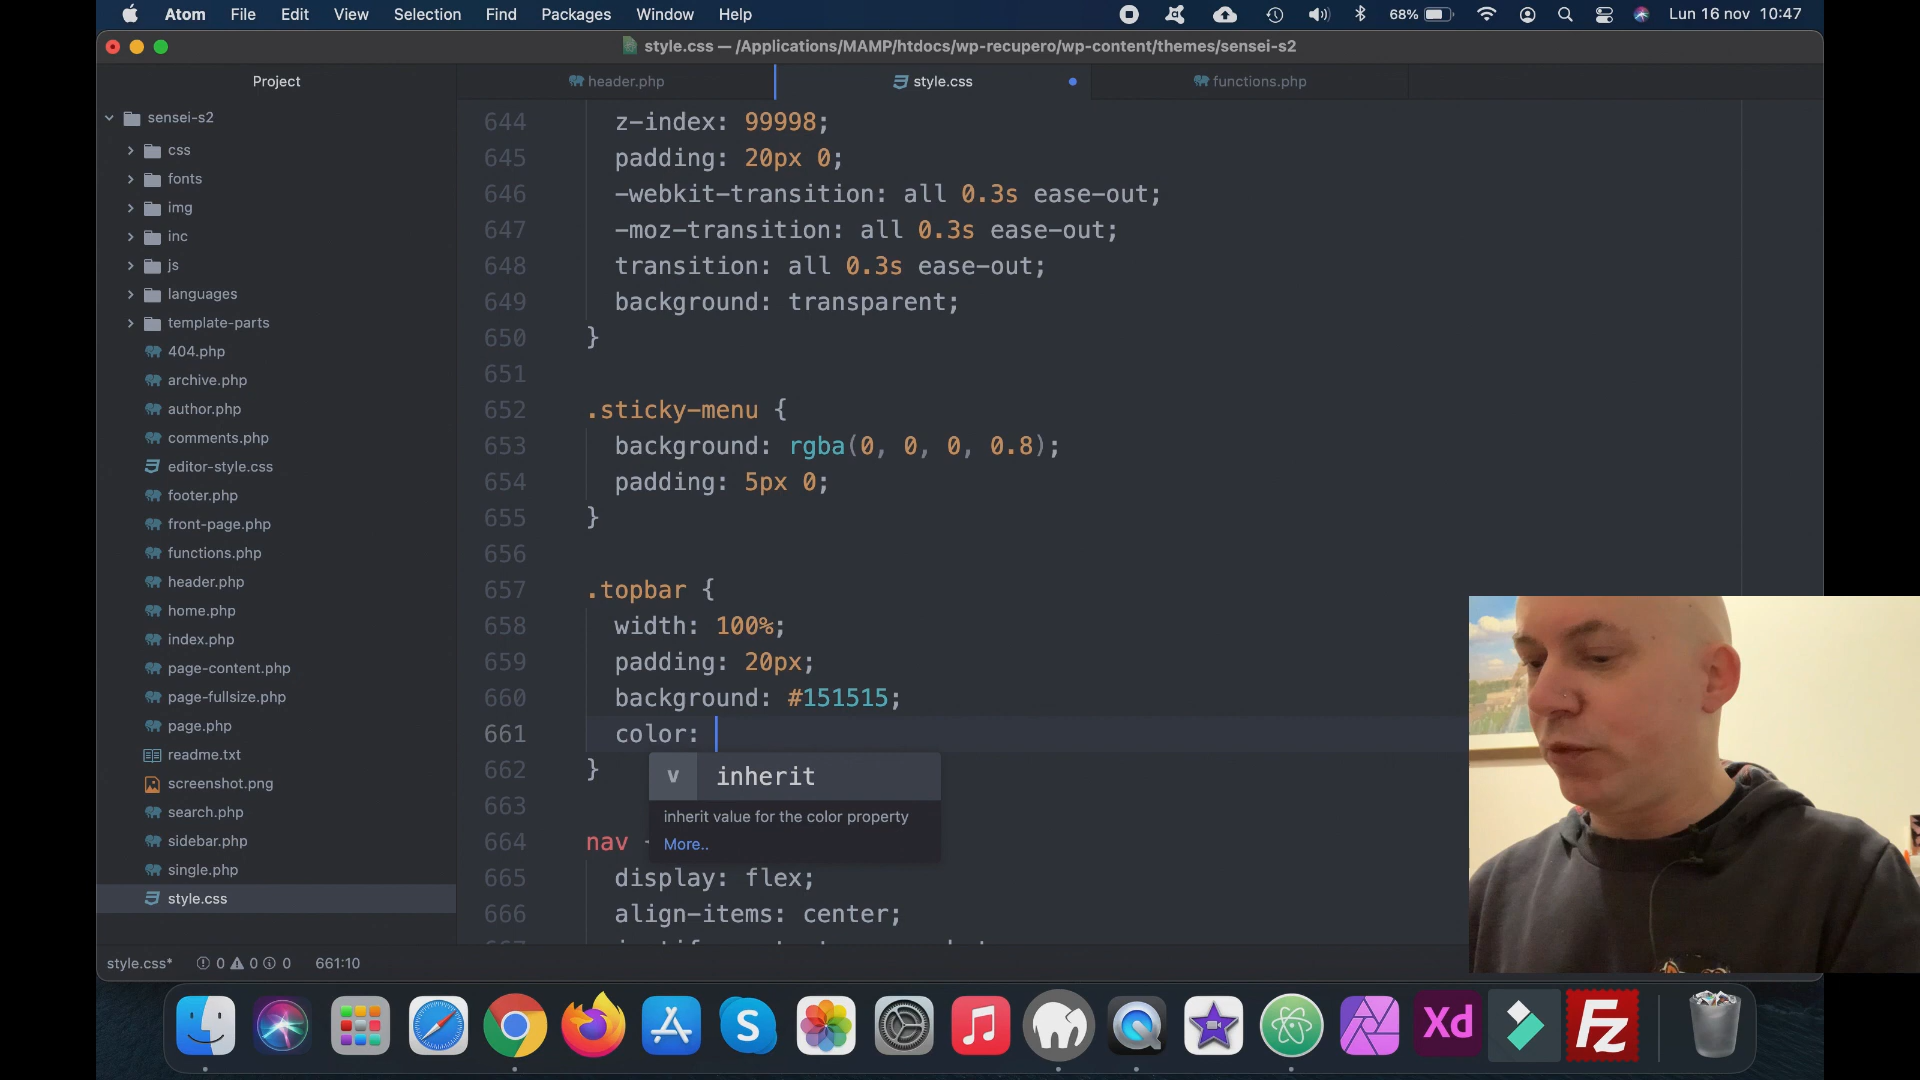 Atom File Edit View Selection Find Packages Window Help 68% Lun 16 nov 10:47
style.css — /Applications/MAMP/htdocs/wp-recupero/wp-content/themes/sensei-s2
Project
header.php
style.css
functions.php
sensei-s2
css
fonts
img
inc
js
languages
template-parts
404.php
archive.php
author.php
comments.php
editor-style.css
footer.php
front-page.php
functions.php
header.php
home.php
index.php
page-content.php
page-fullsize.php
page.php
readme.txt
screenshot.png
search.php
sidebar.php
single.php
style.css
644 z-index: 99998;
645 padding: 20px 0;
646 -webkit-transition: all 0.3s ease-out;
647 -moz-transition: all 0.3s ease-out;
648 transition: all 0.3s ease-out;
649 background: transparent;
650 }
651
652 .sticky-menu {
653 background: rgba(0, 0, 0, 0.8);
654 padding: 5px 0;
655 }
656
657 .topbar {
658 width: 100%;
659 padding: 20px;
660 background: #151515;
661 color:
662 }
663
664 nav
665 display: flex;
666 align-items: center;
v inherit
inherit value for the color property
More..
style.css* 0 0 0 661:10
S
Xd
Fz